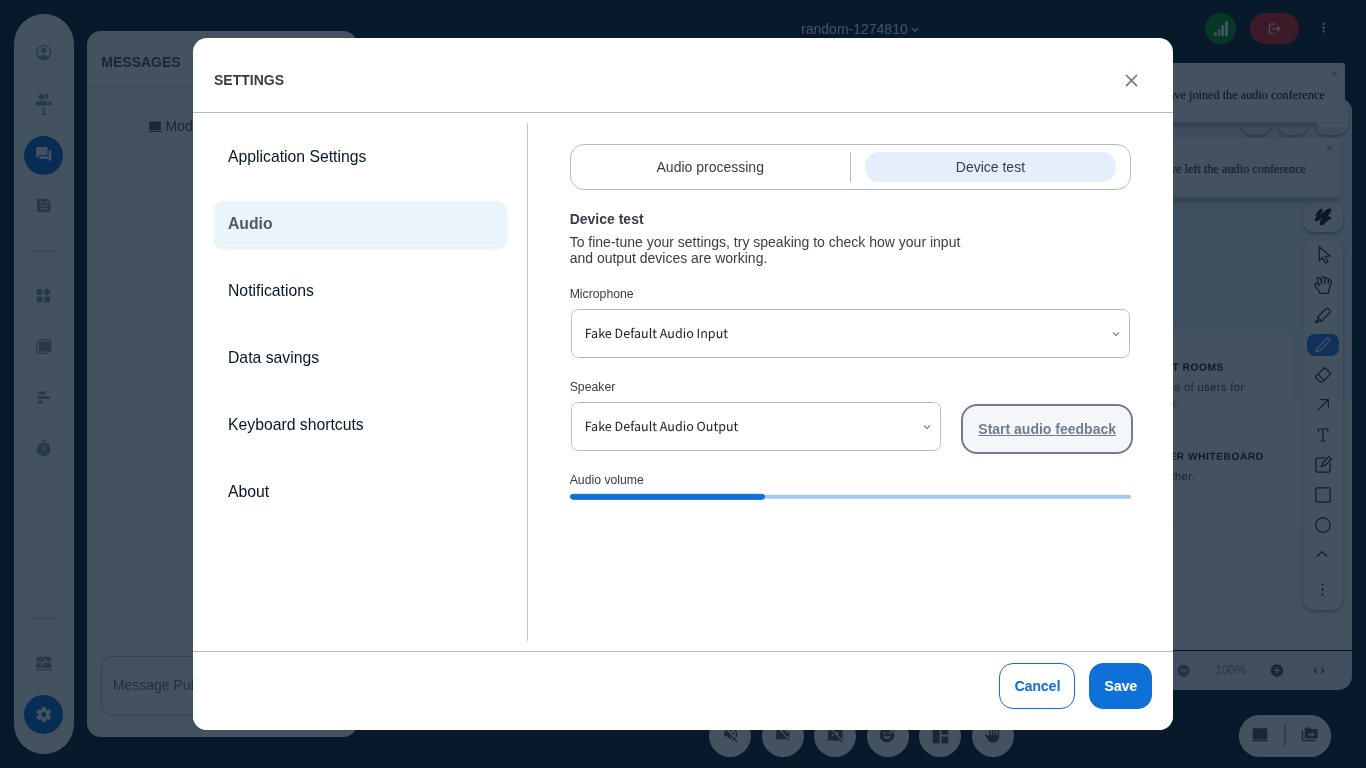 random-1274810
MESSAGES
1
SETTINGS
ve joined the audio conference
Application Settings
Audio processing
Device test
ve left the audio conference
Audio
Device test
To fine-tune your settings, try speaking to check how your input
and output devices are working.
Notifications
Microphone
Fake Default Audio Input
Data savings
Speaker
Keyboard shortcuts
Fake Default Audio Output
Start audio feedback
Audio volume
About
T ROOMS
s of users for
ER WHITEBOARD
ther.
Mod
Message Pu
100%
Cancel
Save